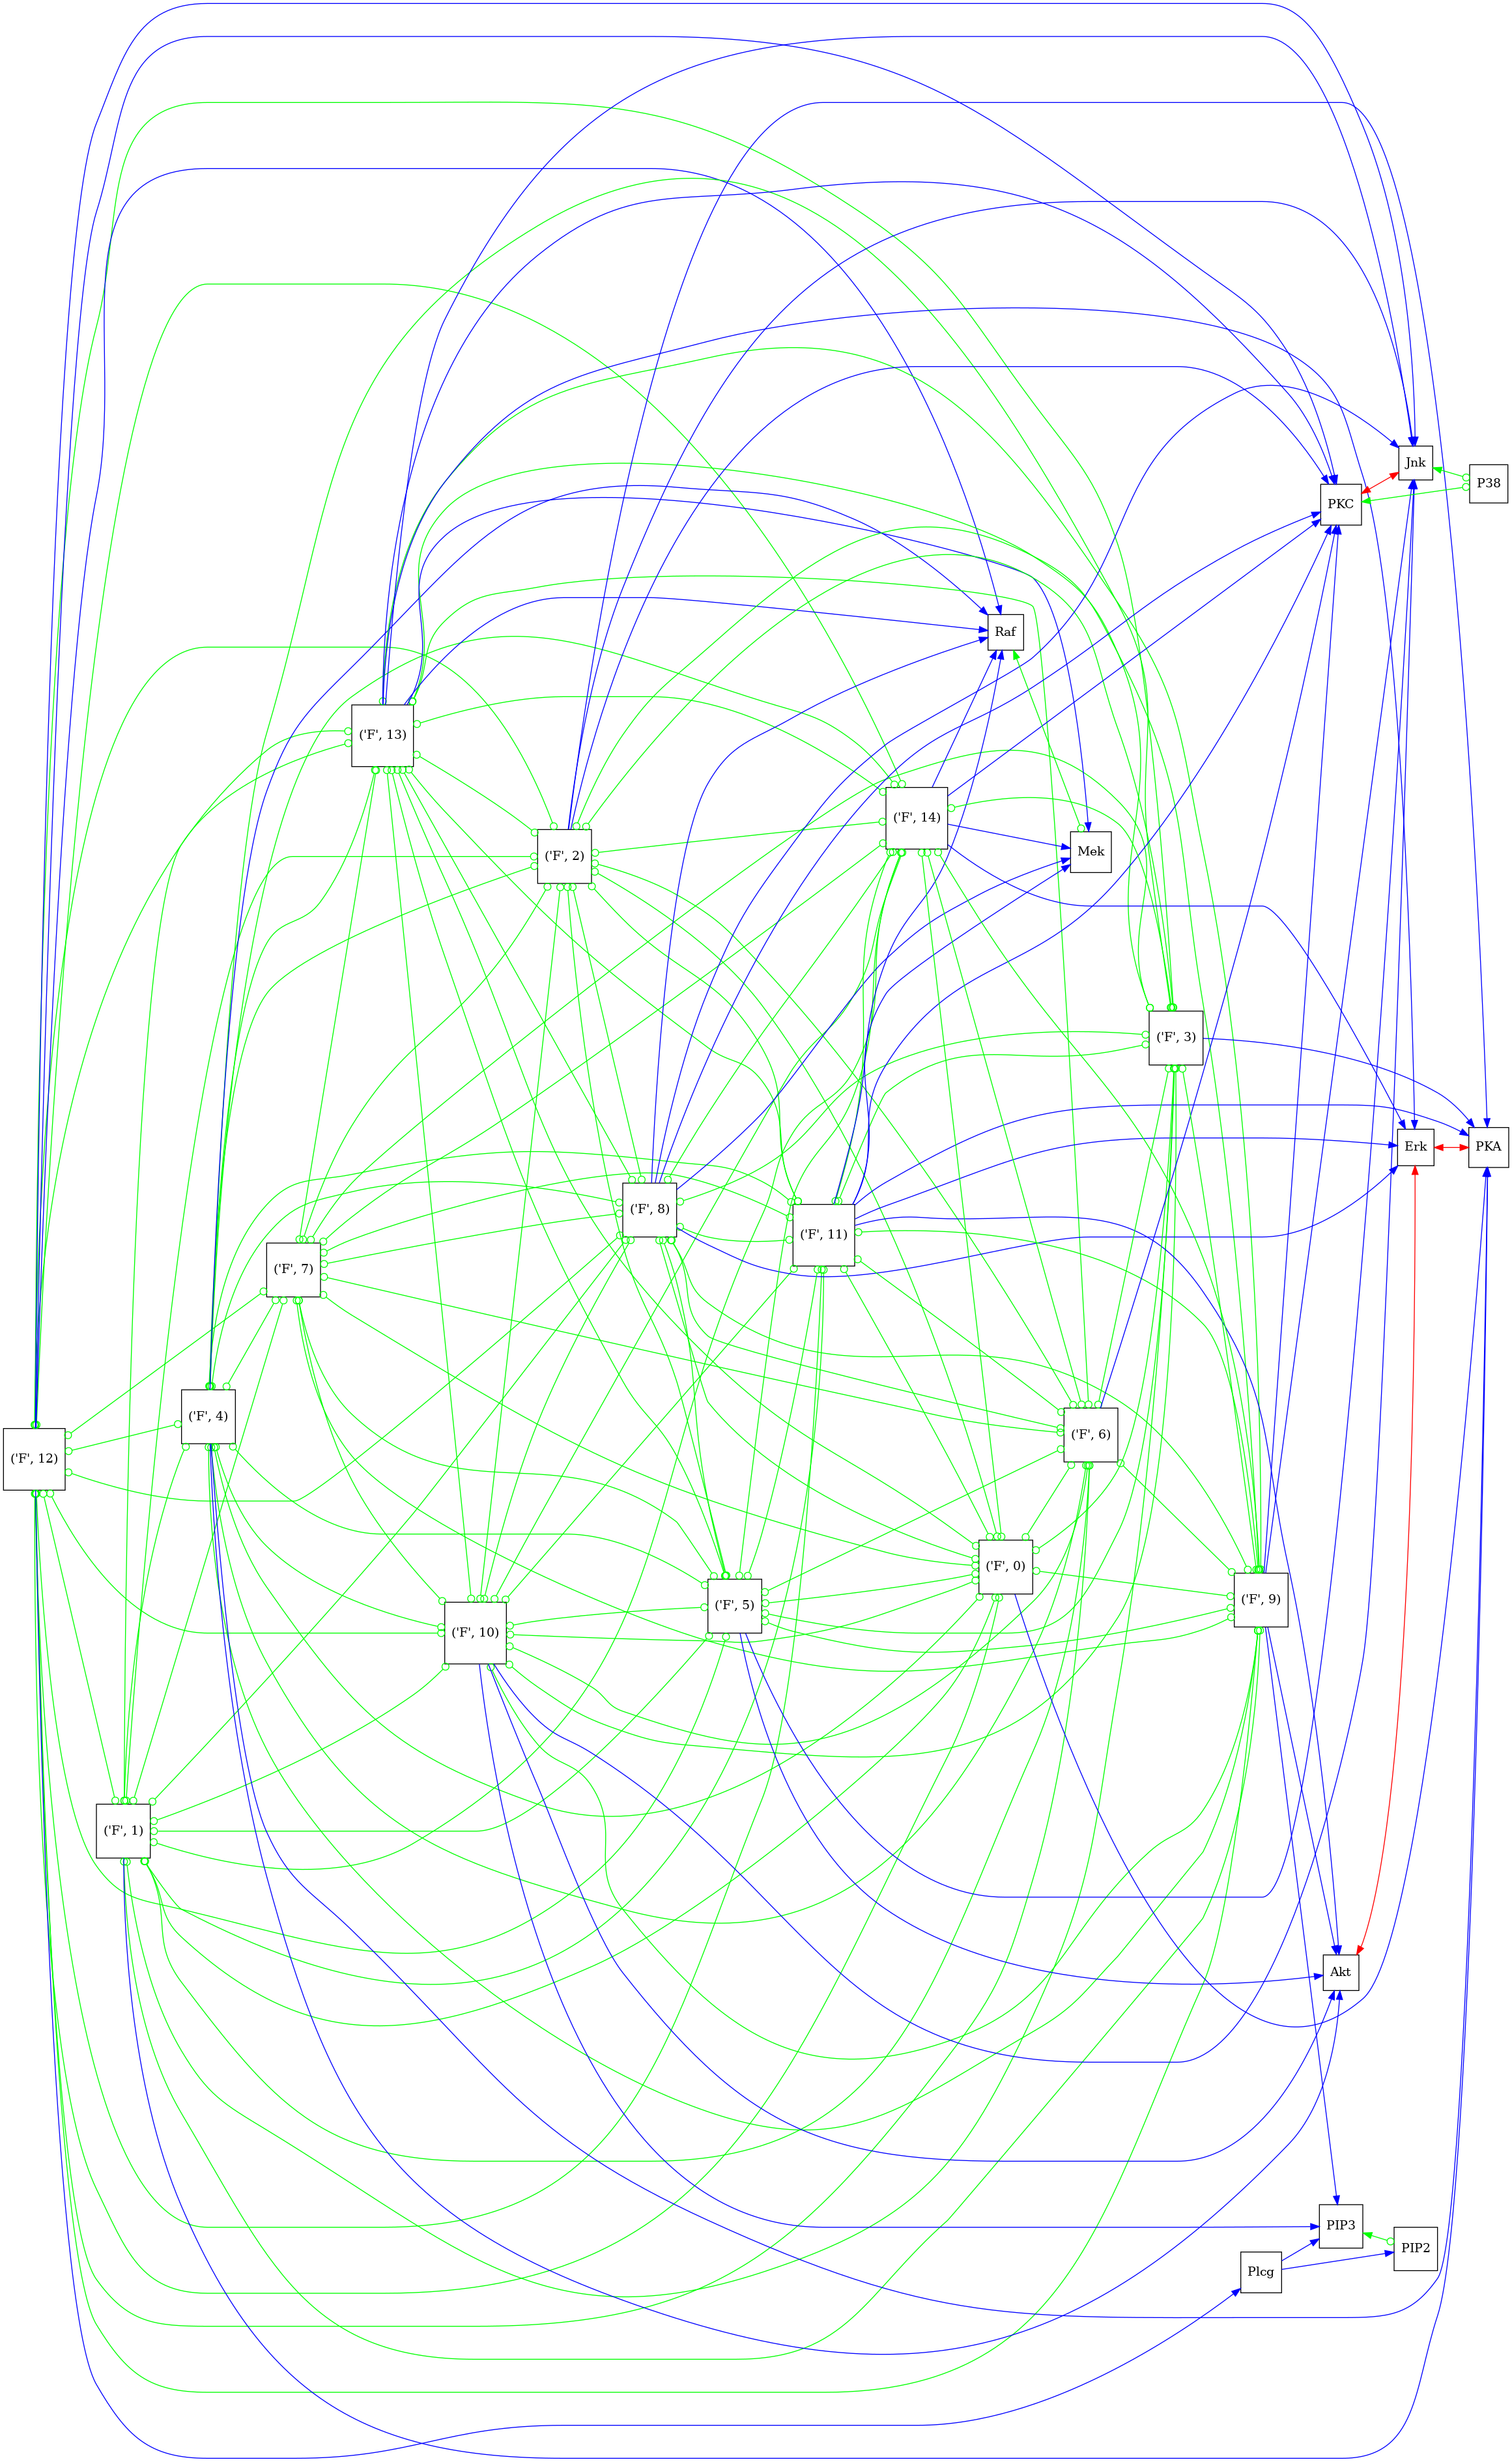 Jnk
P38
PKC
Raf
('F', 13)
('F', 14)
Mek
('F', 2)
('F', 3)
Erk
PKA
('F', 8)
('F', 11)
('F', 7)
('F', 4)
('F', 6)
('F', 12)
('F', 0)
('F', 9)
('F', 5)
('F', 10)
('F', 1)
Akt
PIP3
PIP2
Plcg